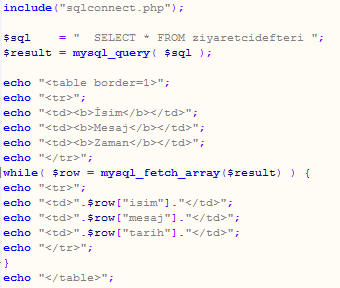 include("sqlconnect.php");
$sql = " SELECT * FROM ziyaretcidefteri ";
$result = mysql_query( $sql );
echo "<table border=1>";
echo "<tr>";
echo "<td><b>İsim</b></td>";
echo "<td><b>Mesaj</b></td>";
echo "<td><b>Zaman</b></td>";
echo "</tr>";
while( $row = mysql_fetch_array($result) ) {
echo "<tr>";
echo "<td>".$row["isim"]."</td>";
echo "<td>".$row["mesaj"]."</td>";
echo "<td>".$row["tarih"]."</td>";
echo "</tr>";
}
echo "</table>";